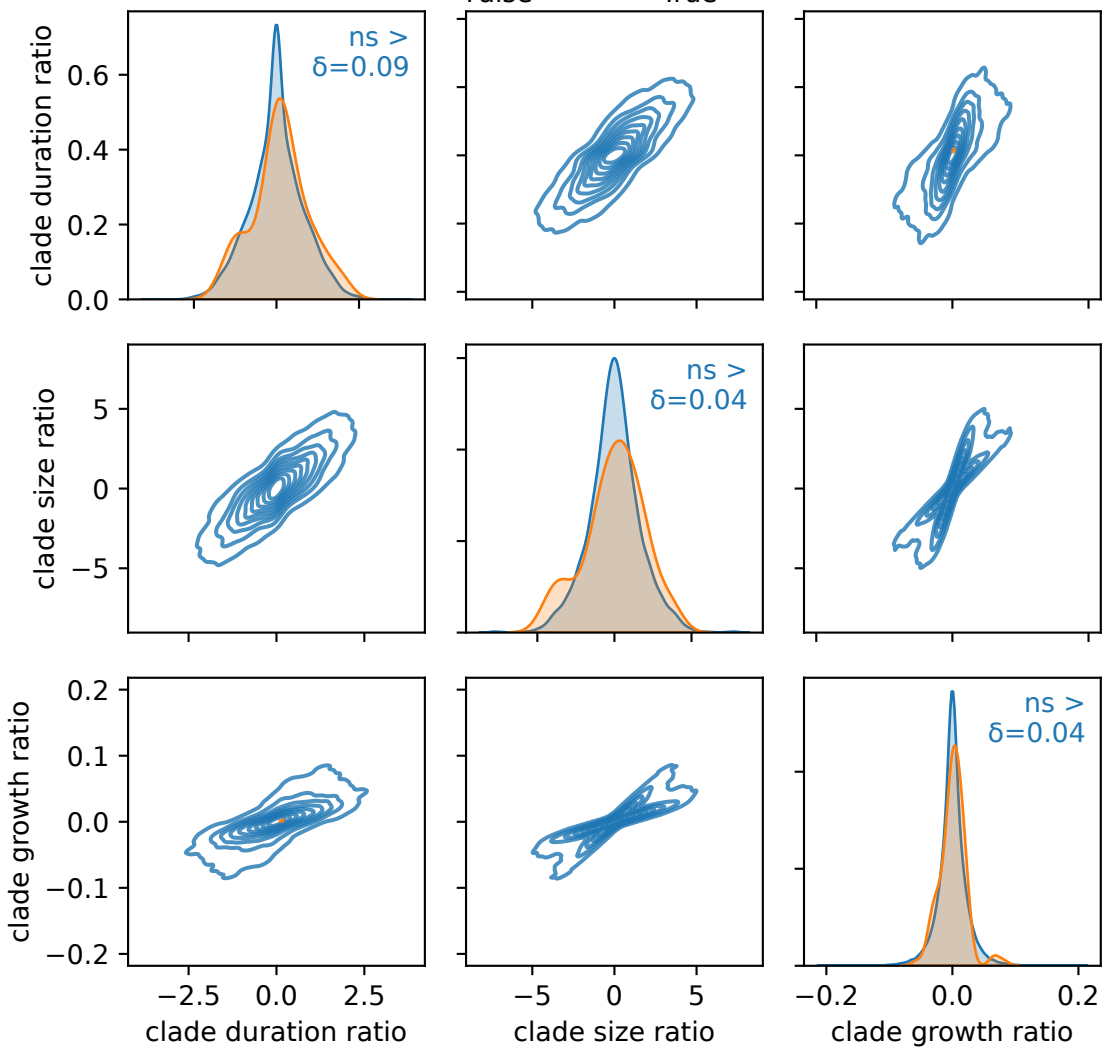 True
clade duration ratio
0.6
0.4
0.2
0.0
ns >
δ=0.09
clade size ratio
5
0
−5
ns >
δ=0.04
clade growth ratio
0.2
0.1
0.0
−0.1
−0.2
ns >
δ=0.04
−2.5
0.0
2.5
−5
0
5
−0.2
0.0
0.2
clade duration ratio
clade size ratio
clade growth ratio